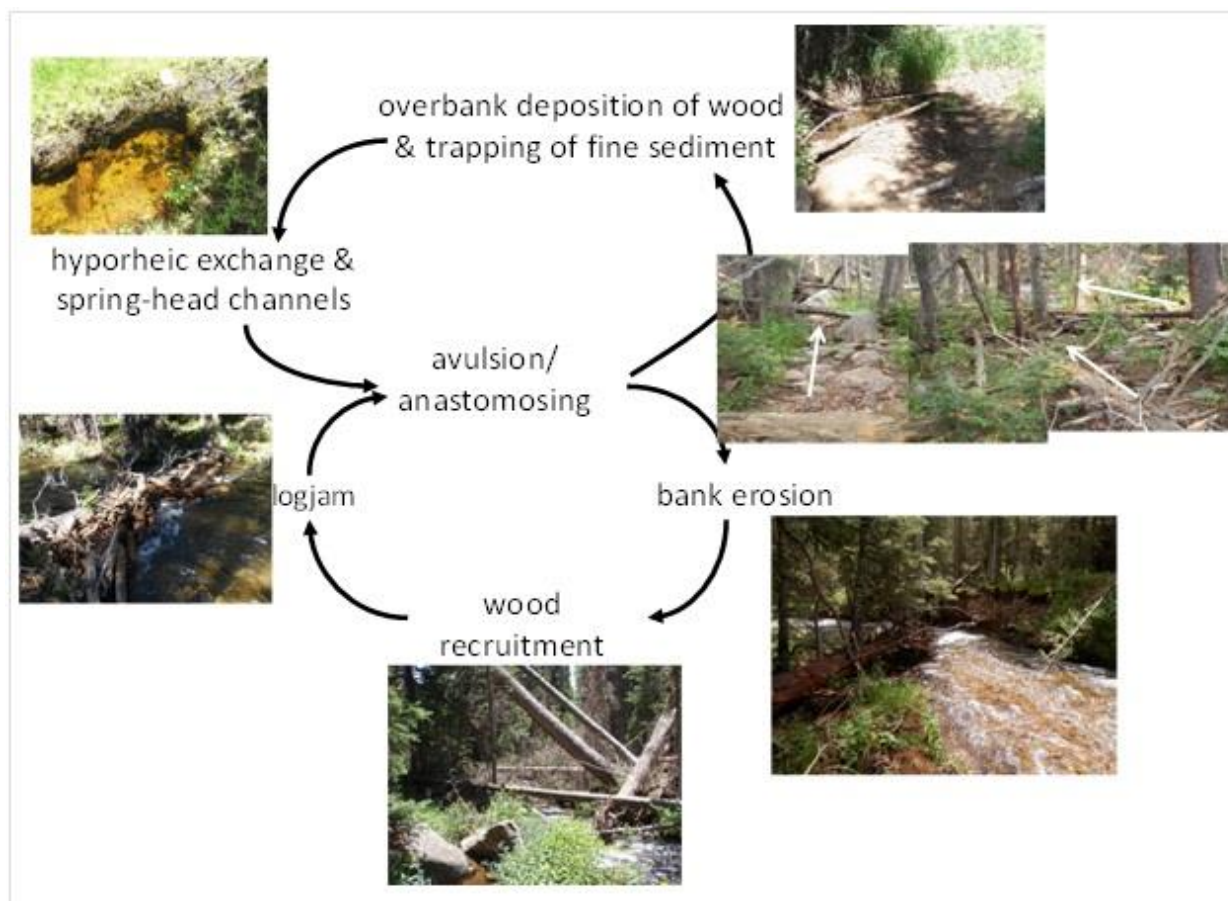 overbank deposition of wood
& trapping of fine sediment
hyporheic exchange &
spring-head channels
avulsion/
anastomosing
logjam
bank erosion
wood
recruitment